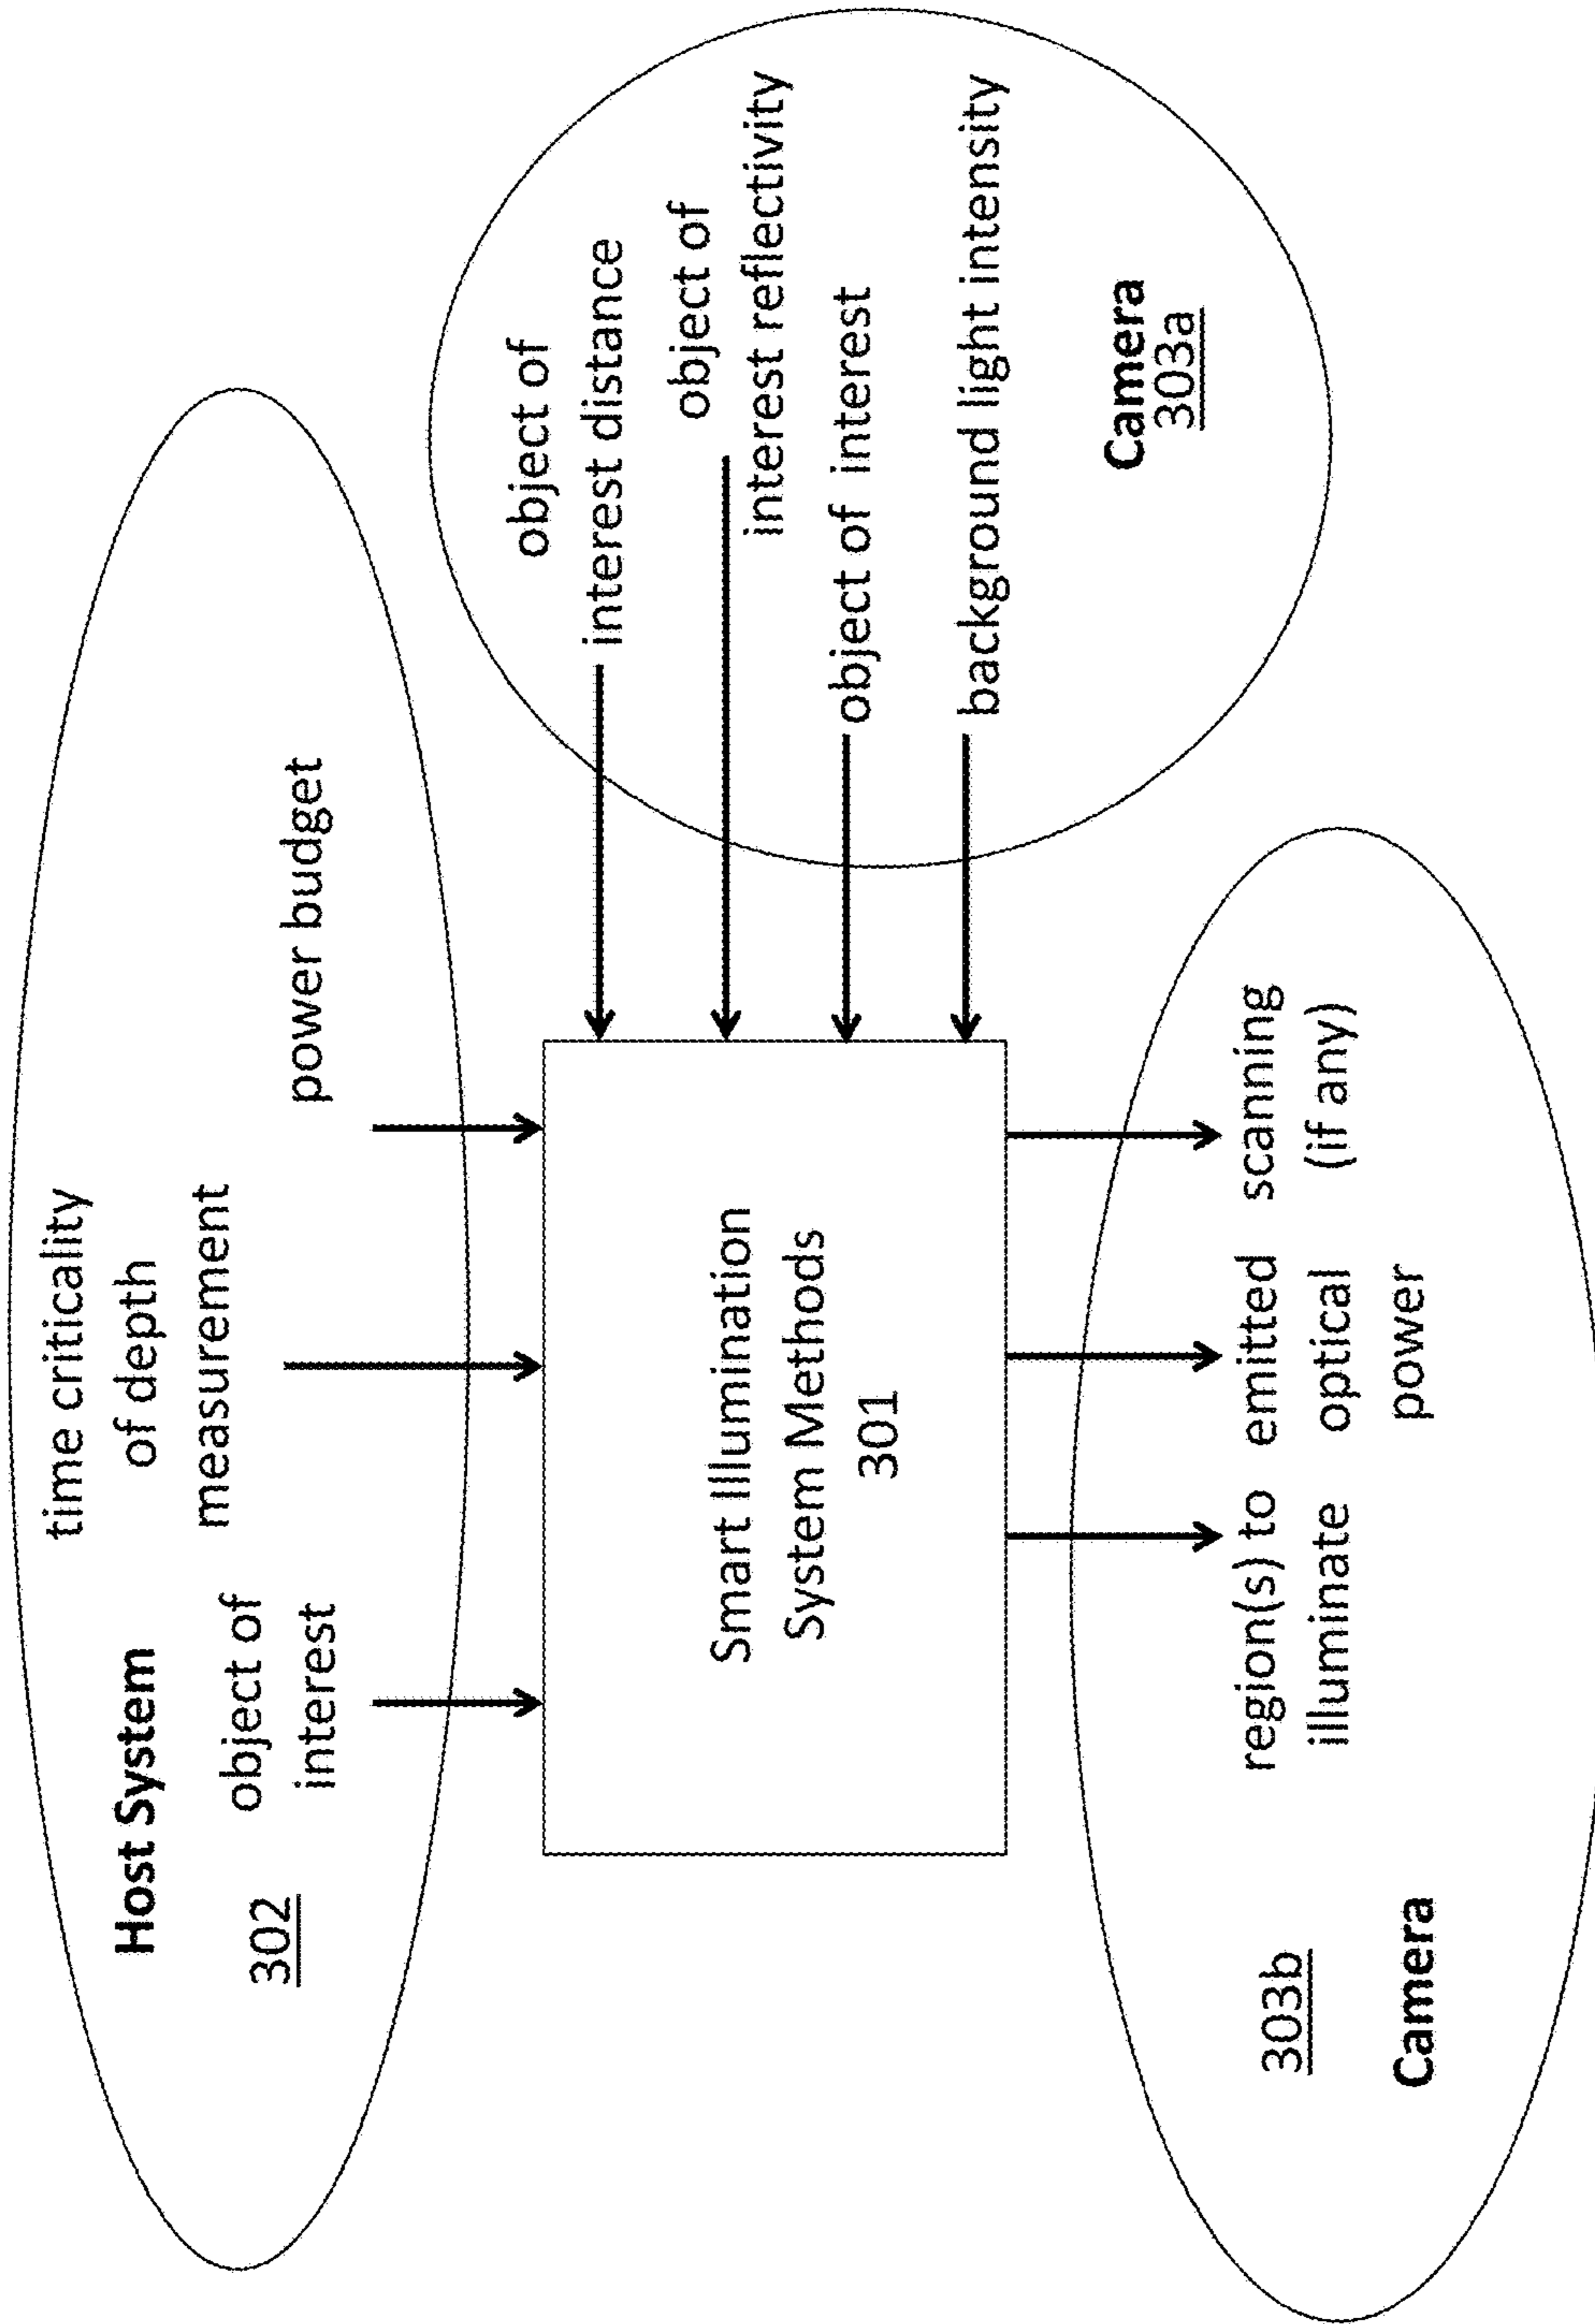 Host System
302
object of
interest
time criticality
of depth
measurement
power budget
Smart Illumination
System Methods
301
object of
interest distance
object of
interest reflectivity
object of interest
background light intensity
Camera
303a
303b
Camera
region(s) to
illuminate
emitted
optical
power
scanning
(if any)